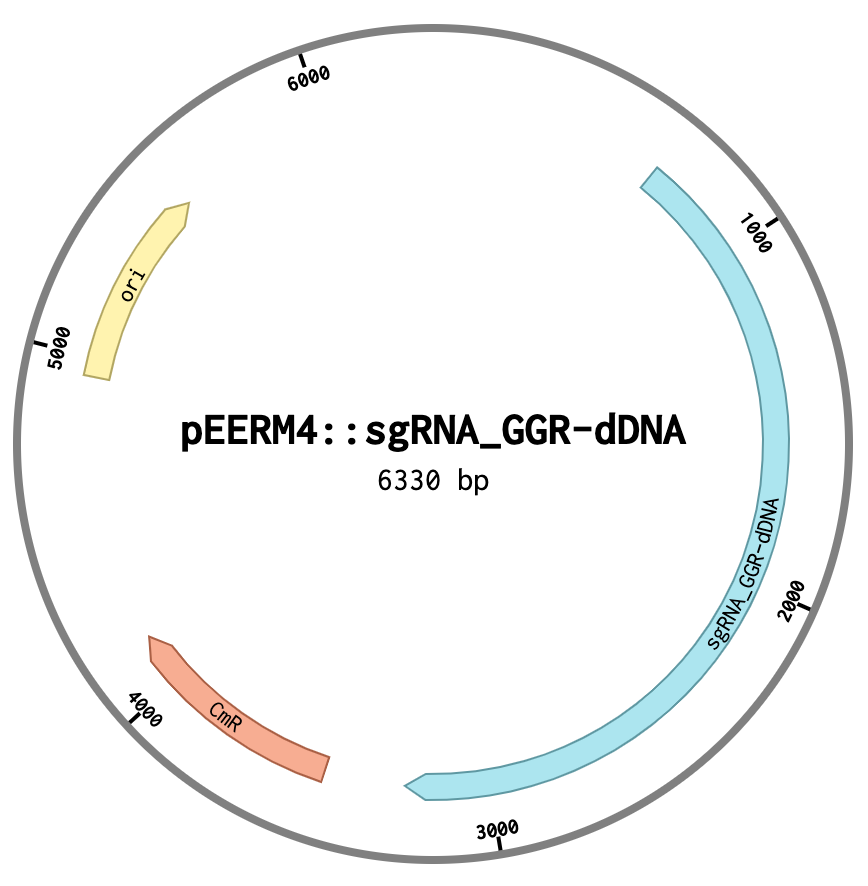 6000
1000
ori
5000
pEERM4::sgRNA_GGR-dDNA
6330 bp
sgRNA_GGR-dDNA
2000
4000
CmR
3000